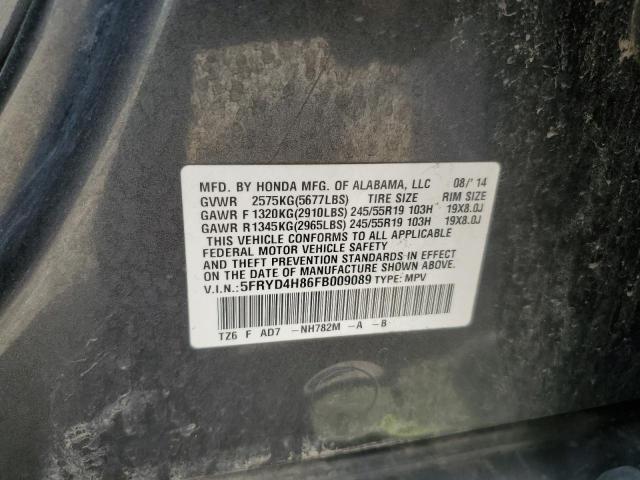 MFD. BY HONDA MFG. OF ALABAMA, LLC 08/'14
GVWR 2575KG(5677LBS) TIRE SIZE RIM SIZE
GAWR F 1320KG(2910LBS) 245/55R19 103H 19X8.0J
GAWR R1345KG(2965LBS) 245/55R19 103H 19X8.0J
THIS VEHICLE CONFORMS TO ALL APPLICABLE
FEDERAL MOTOR VEHICLE SAFETY
AND THEFT PREVENTION STANDARDS IN EFFECT
ON THE DATE OF MANUFACTURE SHOWN ABOVE.
V.I.N.: 5FRYD4H86FB009089 TYPE: MPV
TZ6 F AD7 -NH782M -A -B